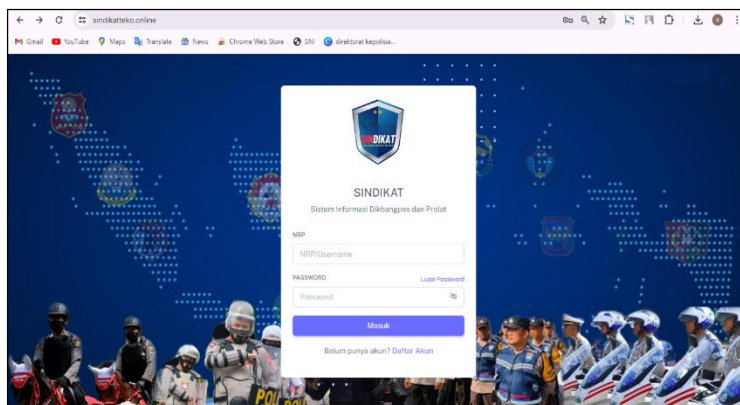 sindikatteko.online
Gmail YouTube Maps Translate News Chrome Web Store SNI direktorat kepolisia...
SINDIKAT
SINDIKAT
Sistem Informasi Dikbangpes dan Prolat
NRP
NRP/Username
PASSWORD Lupa Password
Password
Masuk
Belum punya akun? Daftar Akun
POLI